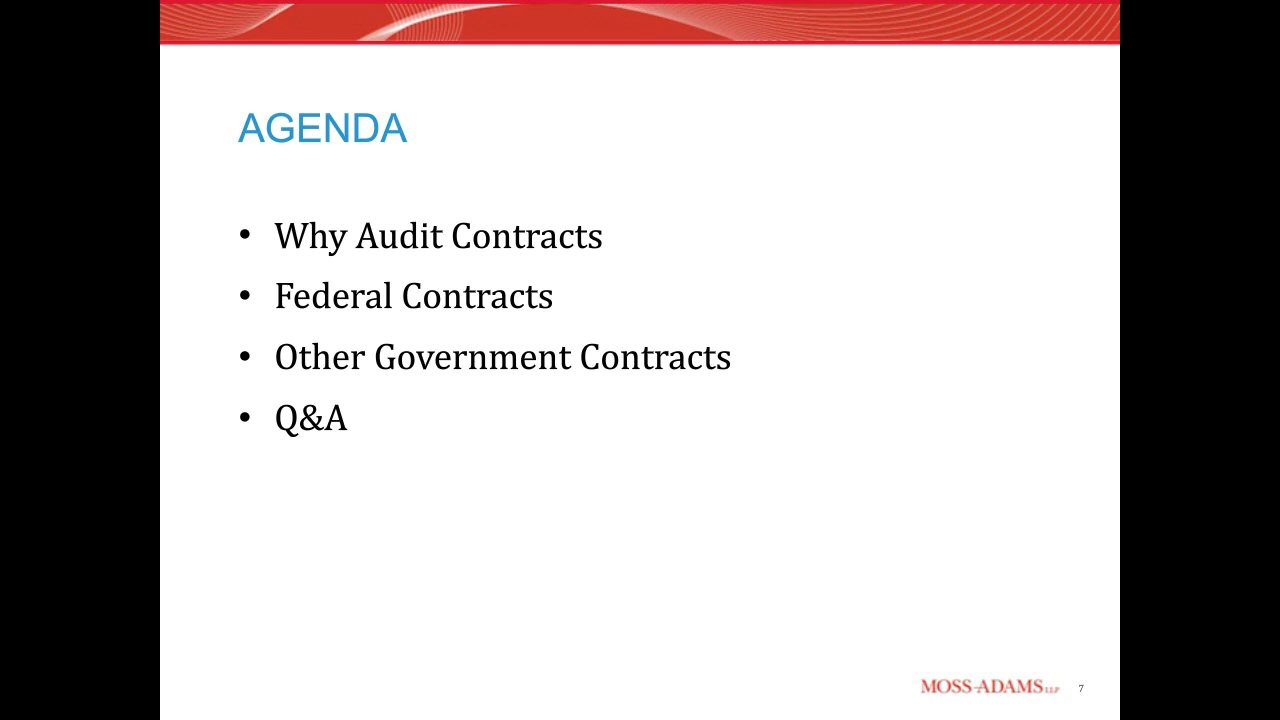 AGENDA
• Why Audit Contracts
• Federal Contracts
• Other Government Contracts
• Q&A
MOSS-ADAMS LLP 7